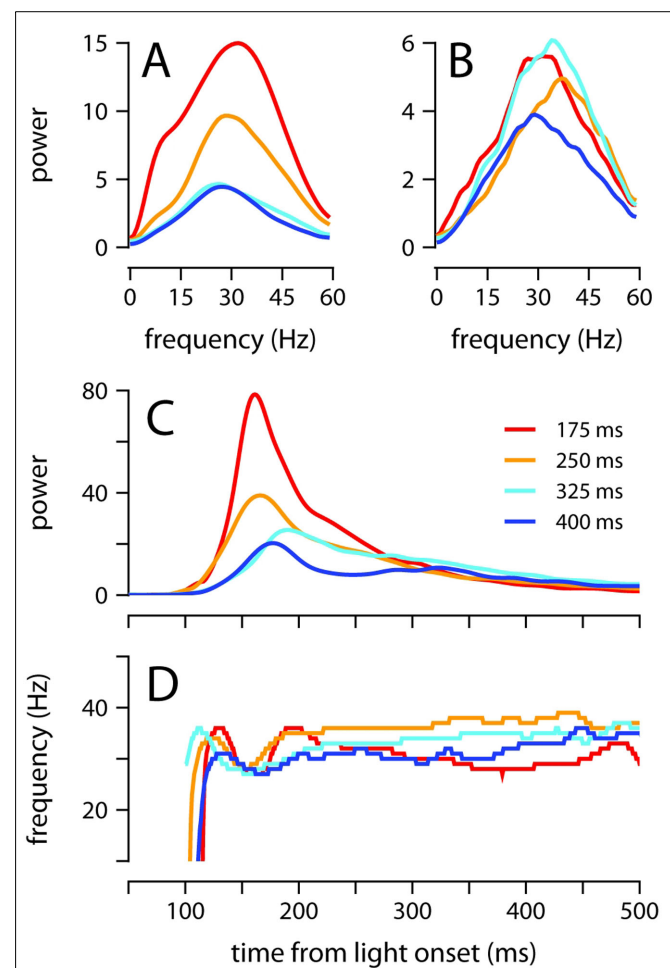 A
B
15
10
5
0
power
6
4
2
0
0 15 30 45 60
0 15 30 45 60
frequency (Hz)
frequency (Hz)
C
80
40
0
power
175 ms
250 ms
325 ms
400 ms
D
40
20
frequency (Hz)
100 200 300 400 500
time from light onset (ms)